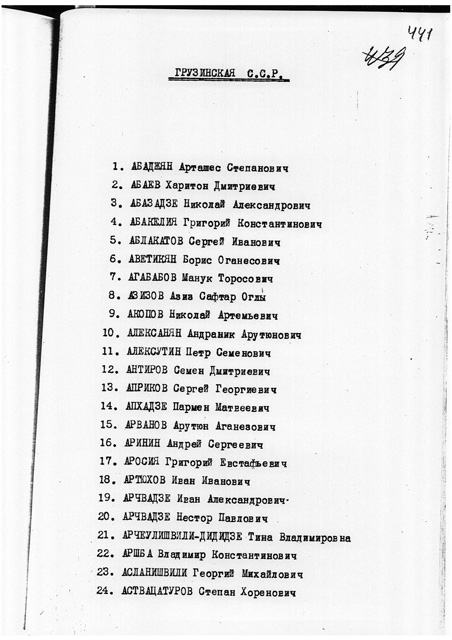 441
ГРУЗИНСКАЯ С.С.Р.
1. АБАДЖЯН Арташес Степанович
2. АБАЕВ Харитон Дмитриевич
3. АБАЗАДЗЕ Николай Александрович
4. АБАКЕЛИЯ Григорий Константинович
5. АБЛАКАТОВ Сергей Иванович
6. АВЕТИКЯН Борис Оганесович
7. АГАБАБОВ Манук Торосович
8. АЗИЗОВ Азиз Сафтар Оглы
9. АКОПОВ Николай Артемьевич
10. АЛЕКСАНЯН Андраник Арутюнович
11. АЛЕКСУТИН Петр Семенович
12. АНТИРОВ Семен Дмитриевич
13. АПРИКОВ Сергей Георгиевич
14. АПХАДЗЕ Пармен Матвеевич
15. АРВАНОВ Арутюн Аганезович
16. АРИНИН Андрей Сергеевич
17. АРОСИЯ Григорий Евстафьевич
18. АРТЮХОВ Иван Иванович
19. АРЧВАДЗЕ Иван Александрович
20. АРЧВАДЗЕ Нестор Павлович
21. АРЧЕУЛИШВИЛИ-ДИДИДЗЕ Тина Владимировна
22. АРШБА Владимир Константинович
23. АСЛАНИШВИЛИ Георгий Михайлович
24. АСТВАЦАТУРОВ Степан Хоренович